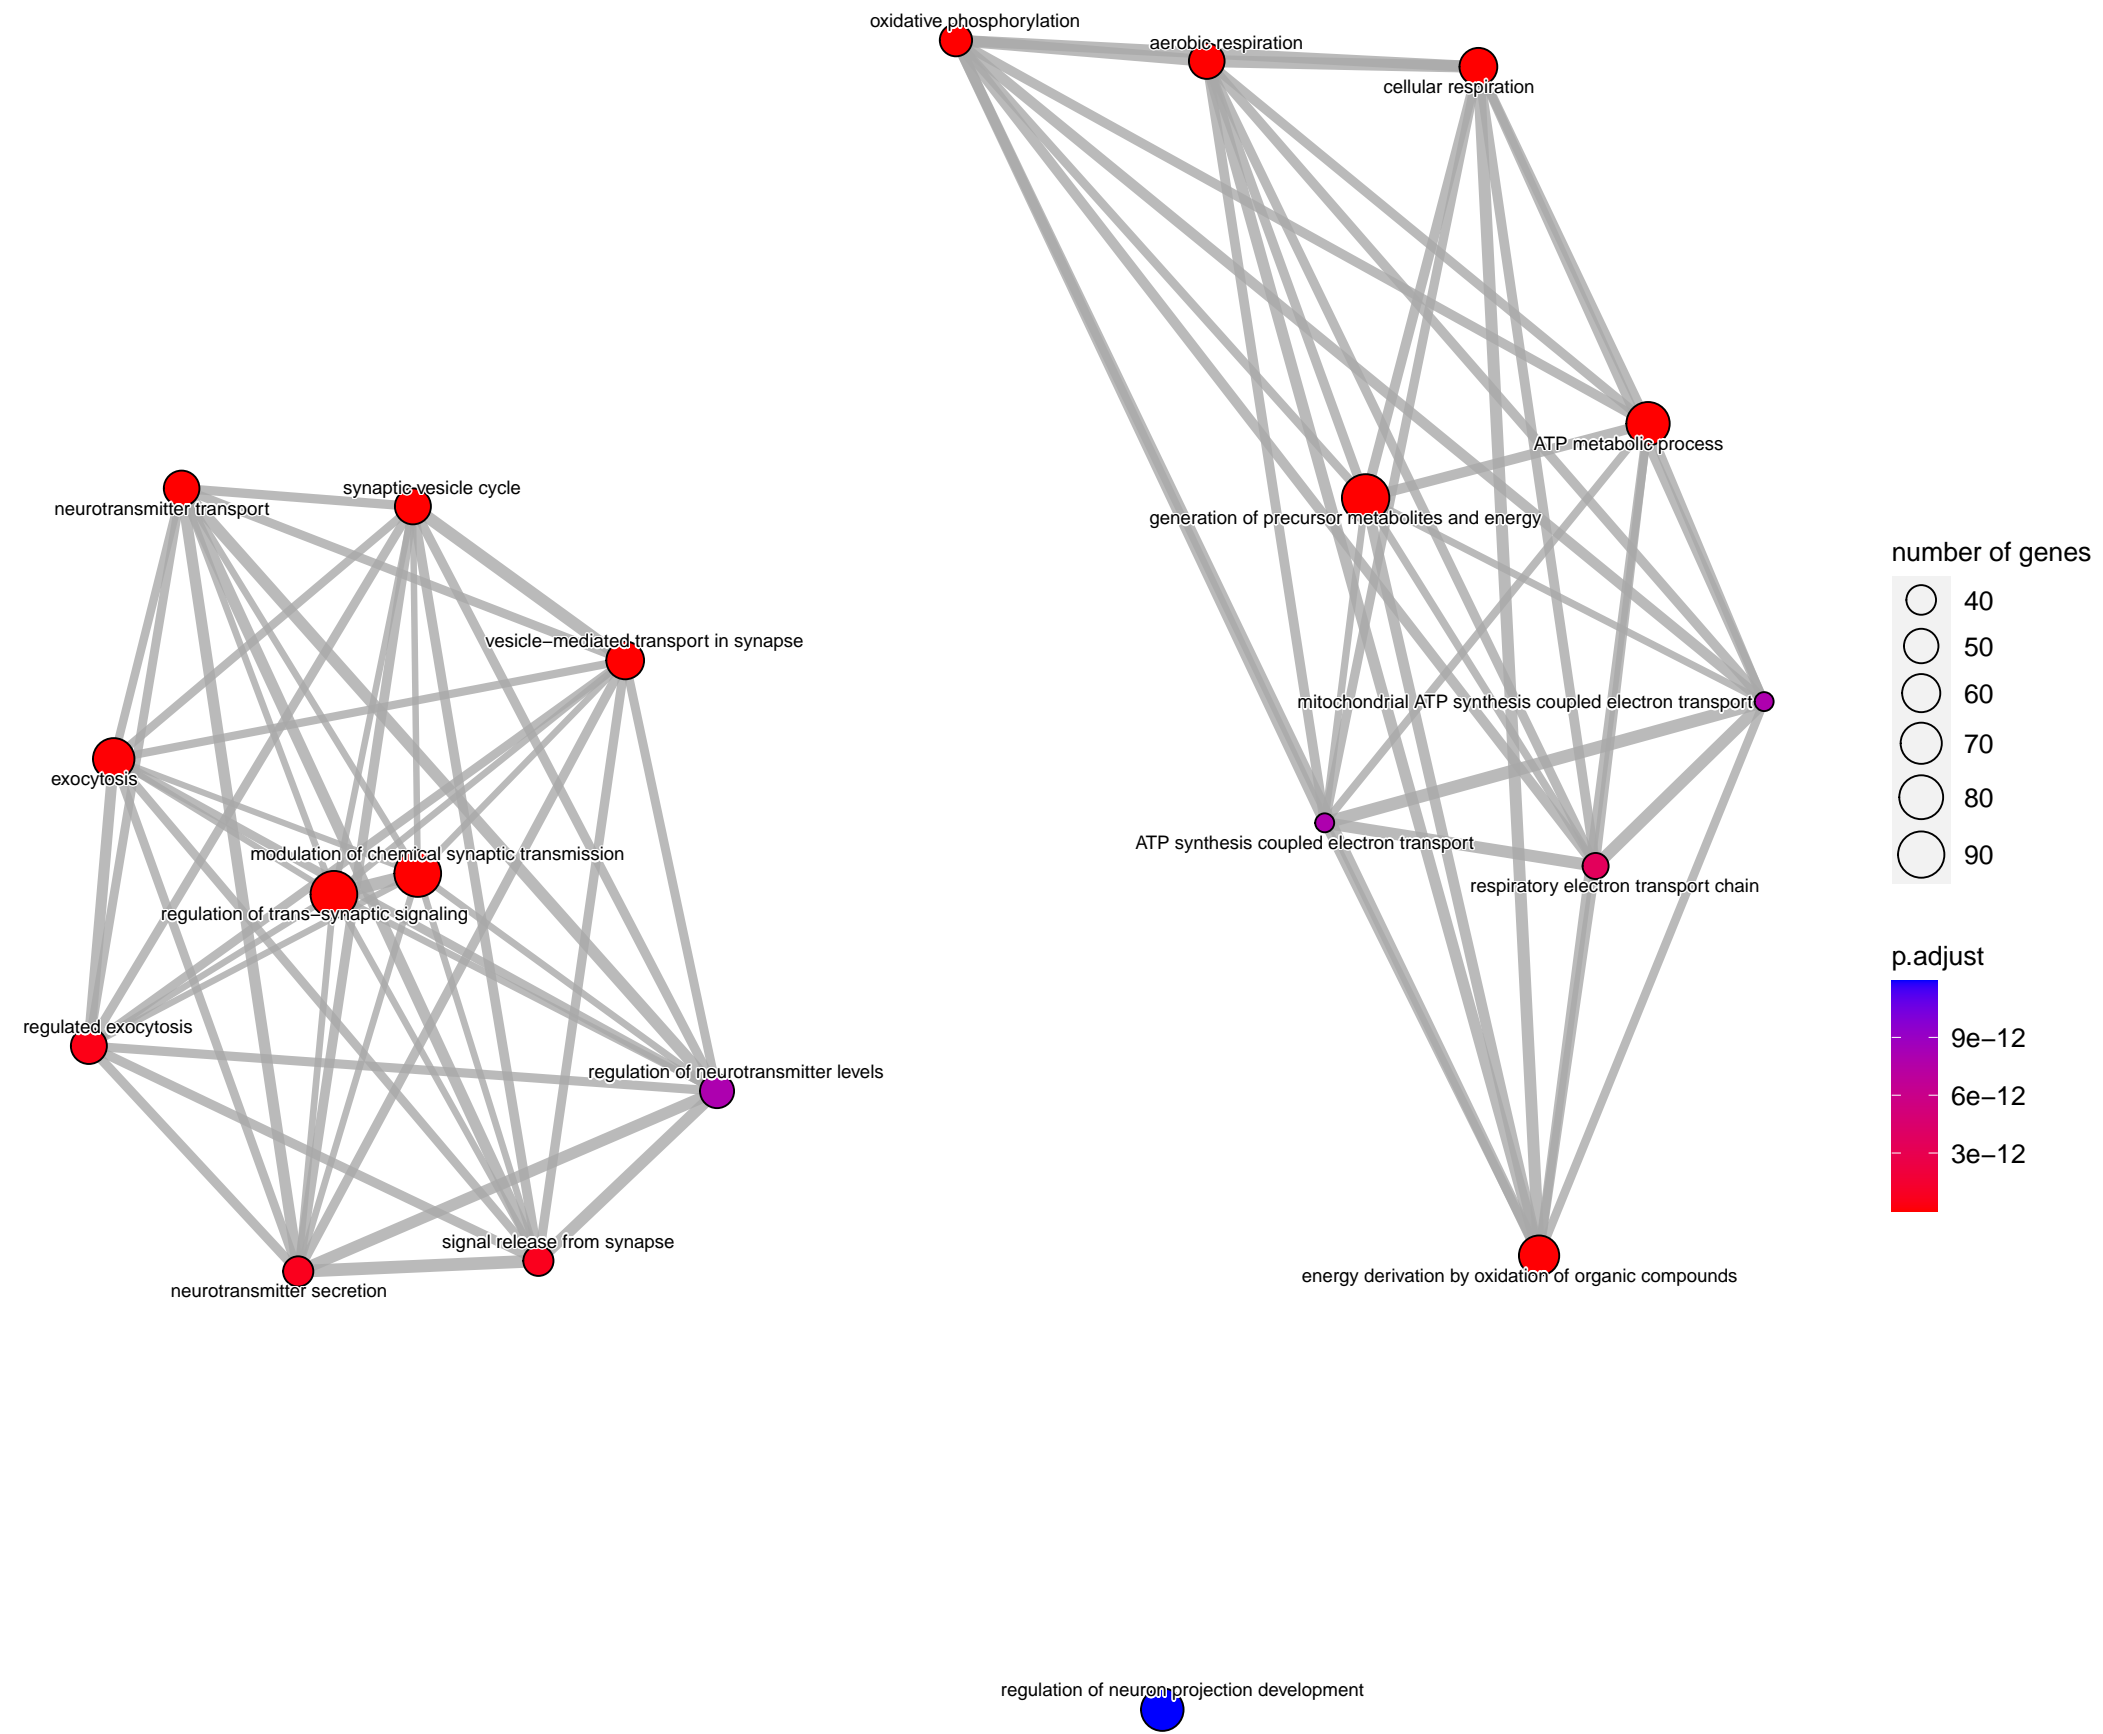 oxidative phosphorylation
aerobic respiration
cellular respiration
ATP metabolic process
generation of precursor metabolites and energy
mitochondrial ATP synthesis coupled electron transport
ATP synthesis coupled electron transport
respiratory electron transport chain
energy derivation by oxidation of organic compounds
neurotransmitter transport
synaptic vesicle cycle
vesicle−mediated transport in synapse
exocytosis
modulation of chemical synaptic transmission
regulation of trans−synaptic signaling
regulated exocytosis
regulation of neurotransmitter levels
signal release from synapse
neurotransmitter secretion
regulation of neuron projection development
number of genes
40
50
60
70
80
90
p.adjust
9e−12
6e−12
3e−12